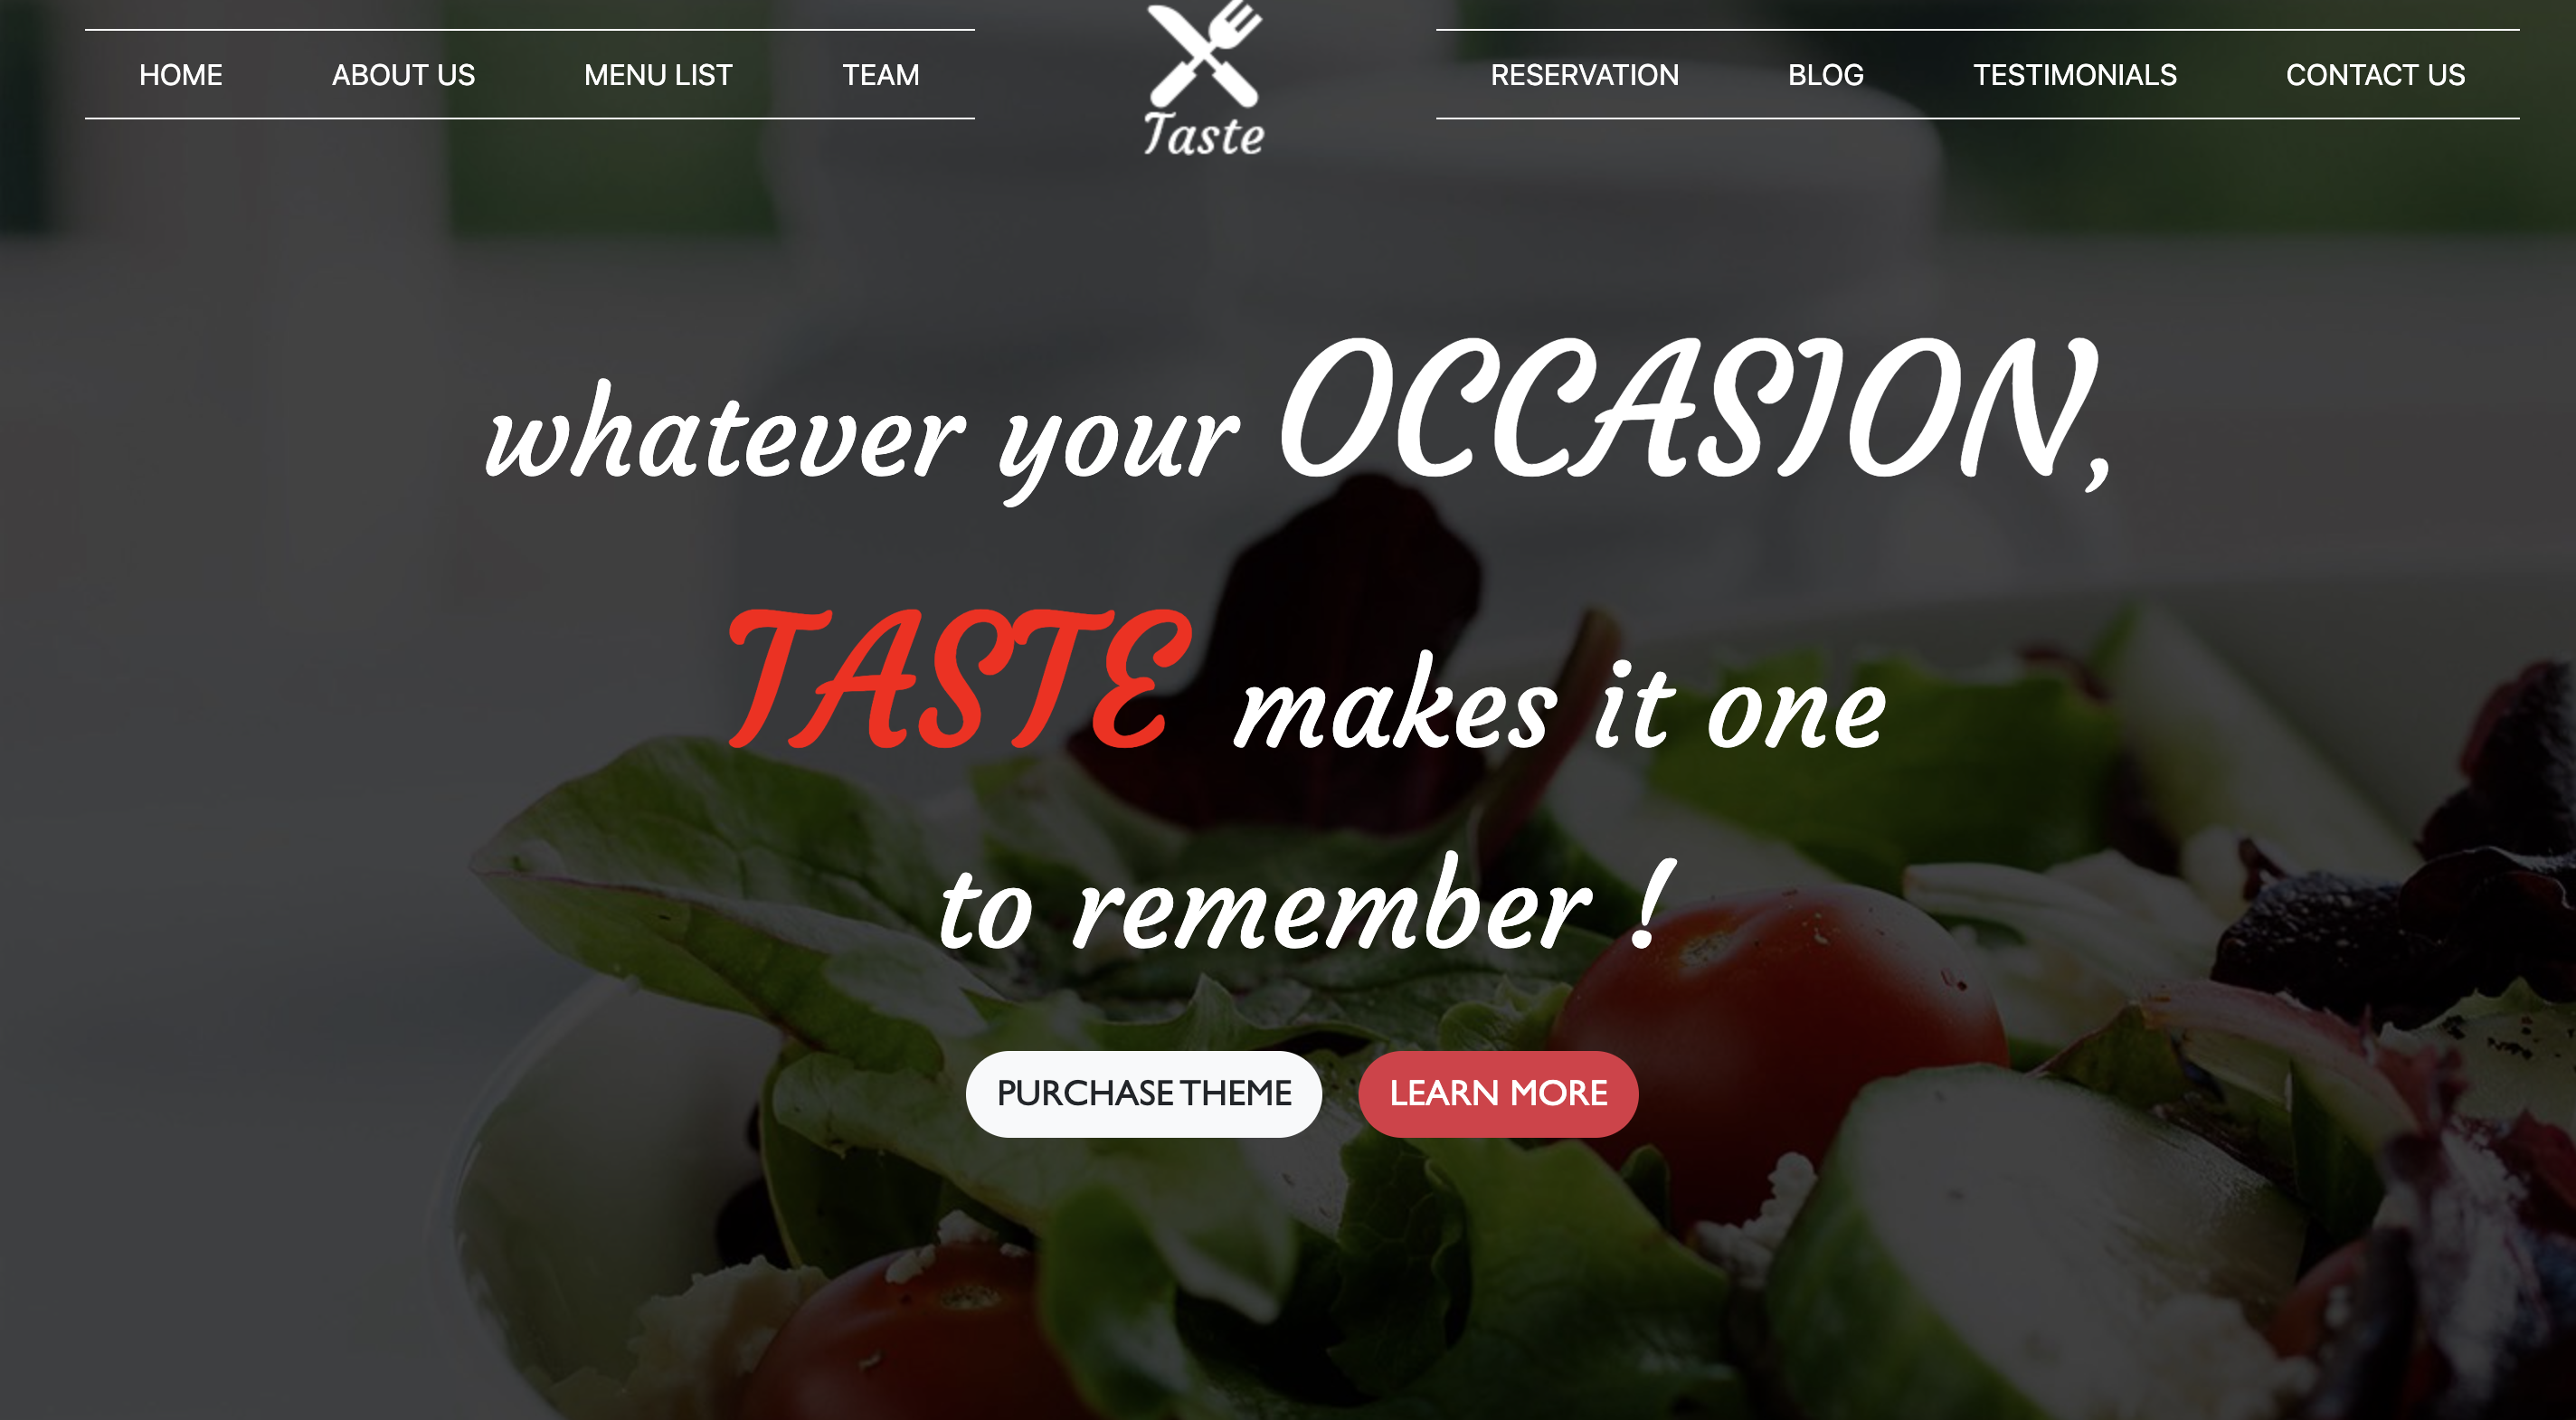 HOME ABOUT US MENU LIST TEAM
Taste
RESERVATION BLOG TESTIMONIALS CONTACT US
whatever your OCCASION,
TASTE makes it one
to remember !
PURCHASE THEME LEARN MORE